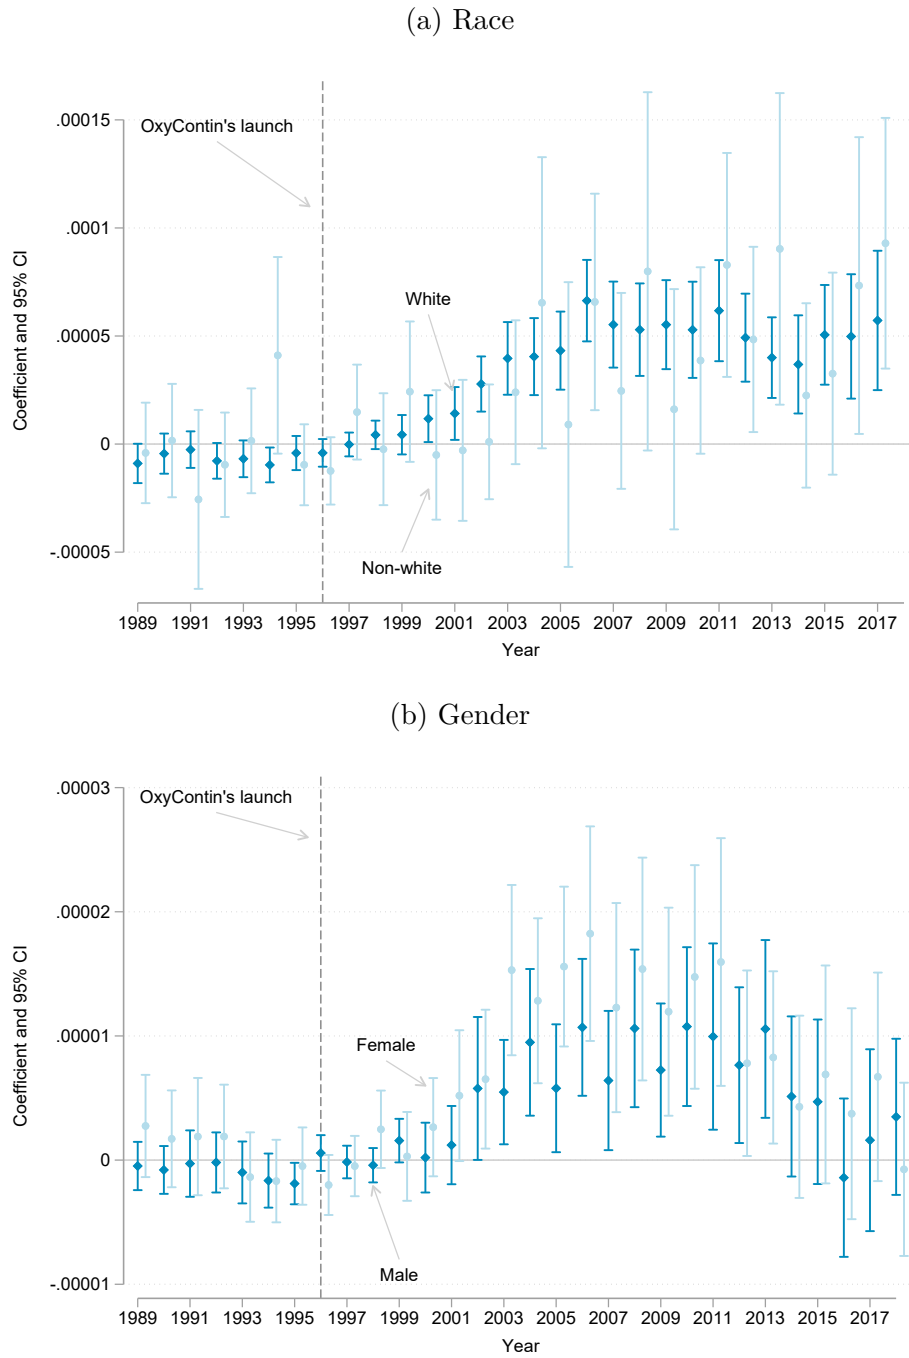 (a) Race
.00015
OxyContin's launch
.0001
White
.00005
0
-.00005
Non-white
Coefficient and 95% CI
1989 1991 1993 1995 1997 1999 2001 2003 2005 2007 2009 2011 2013 2015 2017
Year
(b) Gender
.00003
OxyContin's launch
.00002
.00001
Female
0
Male
-.00001
Coefficient and 95% CI
1989 1991 1993 1995 1997 1999 2001 2003 2005 2007 2009 2011 2013 2015 2017
Year